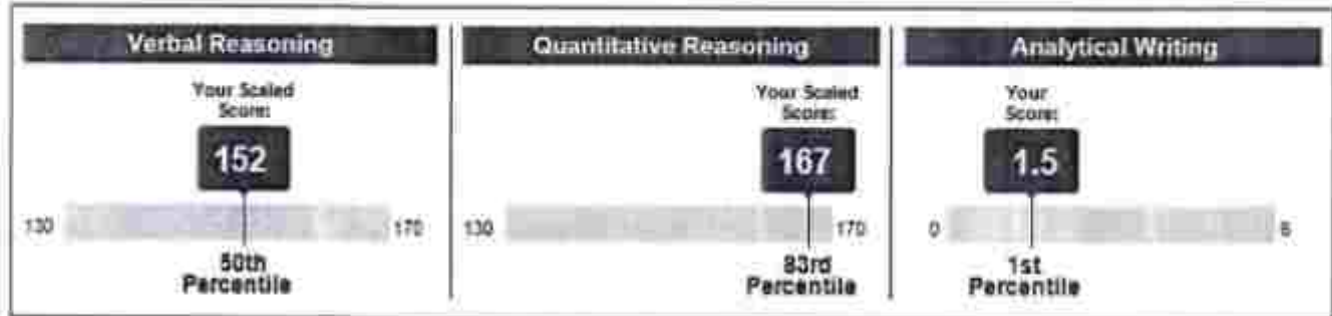 Verbal Reasoning
Your Scaled
Score:
152
130
170
50th
Percentile
Quantitative Reasoning
Your Scaled
Score:
167
130
170
83rd
Percentile
Analytical Writing
Your
Score:
1.5
0
6
1st
Percentile